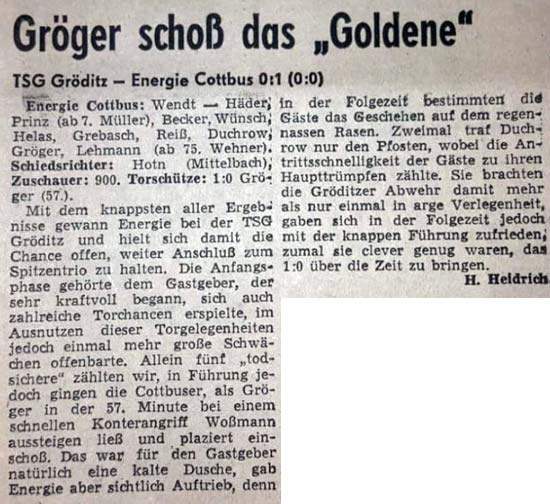 Gröger schoß das „Goldene“
TSG Gröditz — Energie Cottbus 0:1 (0:0)
Energie Cottbus: Wendt — Häder,
Prinz (ab 7. Müller), Becker, Wünsch,
Helas, Grebasch, Reiß, Duchrow,
Gröger, Lehmann (ab 75. Wehner).
Schiedsrichter: Hotn (Mittelbach),
Zuschauer: 900. Torschütze: 1:0 Grö-
ger (57.).
Mit dem knappsten aller Ergeb-
nisse gewann Energie bei der TSG
Gröditz und hielt sich damit die
Chance offen, weiter Anschluß zum
Spitzentrio zu halten. Die Anfangs-
phase gehörte dem Gastgeber, der
sehr kraftvoll begann, sich auch
zahlreiche Torchancen erspielte, im
Ausnutzen dieser Torgelegenheiten
jedoch einmal mehr große Schwä-
chen offenbarte. Allein fünf „tod-
sichere“ zählten wir, in Führung je-
doch gingen die Cottbuser, als Grö-
ger in der 57. Minute bei einem
schnellen Konterangriff Woßmann
aussteigen ließ und plaziert ein-
schoß. Das war für den Gastgeber
natürlich eine kalte Dusche, gab
Energie aber sichtlich Auftrieb, denn
in der Folgezeit bestimmten die
Gäste das Geschehen auf dem regen-
nassen Rasen. Zweimal traf Duch-
row nur den Pfosten, wobei die An-
trittsschnelligkeit der Gäste zu ihren
Haupttrümpfen zählte. Sie brachten
die Gröditzer Abwehr damit mehr
als nur einmal in arge Verlegenheit,
gaben sich in der Folgezeit jedoch
mit der knappen Führung zufrieden,
zumal sie clever genug waren, das
1:0 über die Zeit zu bringen.
H. Heidrich